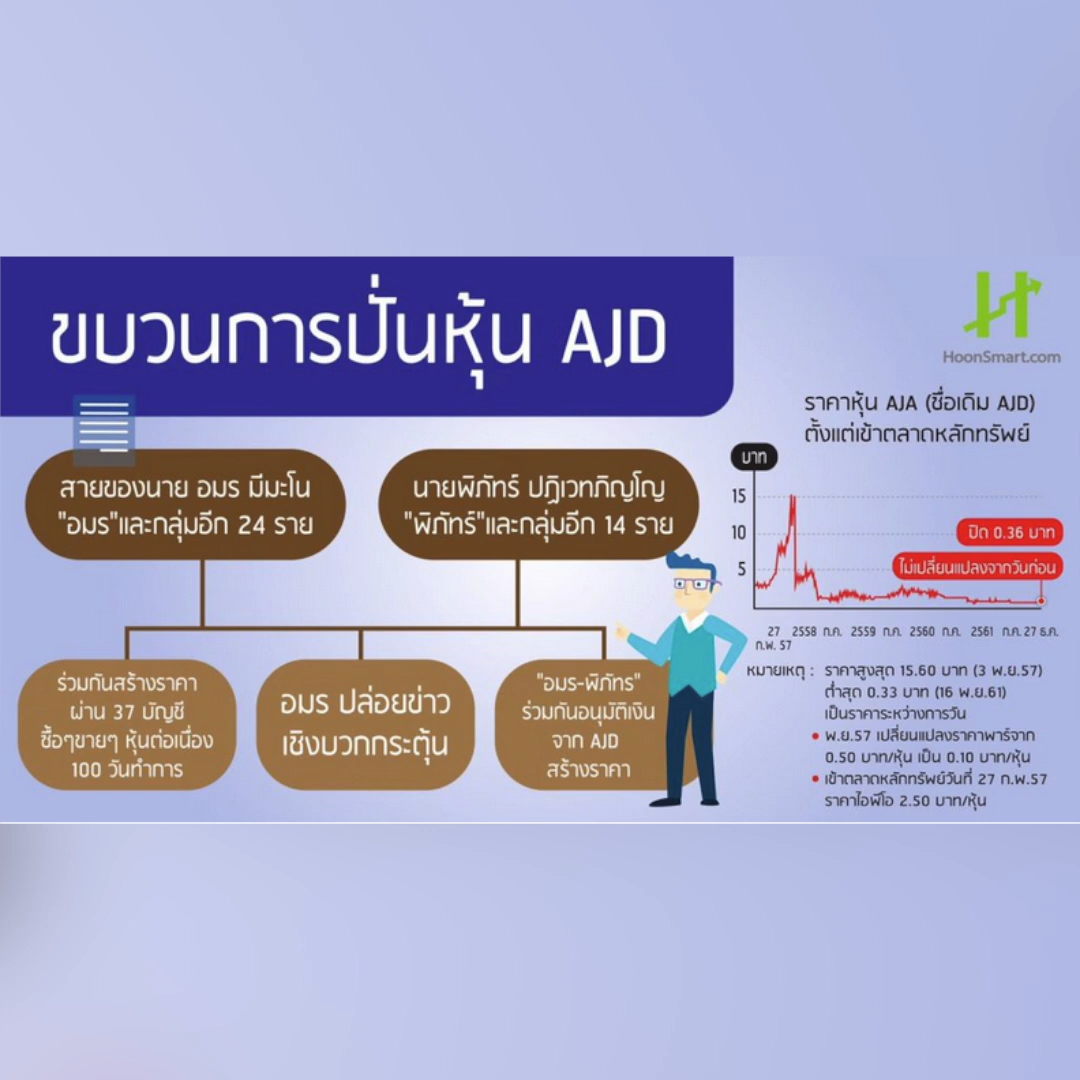 ขบวนการปั่นหุ้น AJD
HoonSmart.com
สายของนาย อมร มีมะโน
"อมร"และกลุ่มอีก 24 ราย
นายพิภัทร์ ปฏิเวทภิญโญ
"พิภัทร์"และกลุ่มอีก 14 ราย
ร่วมกันสร้างราคา
ผ่าน 37 บัญชี
ซื้อๆขายๆ หุ้นต่อเนื่อง
100 วันทำการ
อมร ปล่อยข่าว
เชิงบวกกระตุ้น
"อมร-พิภัทร"
ร่วมกันอนุมัติเงิน
จาก AJD
สร้างราคา
ราคาหุ้น AJA (ชื่อเดิม AJD)
ตั้งแต่เข้าตลาดหลักทรัพย์
บาท
15
10
5
ปิด 0.36 บาท
ไม่เปลี่ยนแปลงจากวันก่อน
27 2558 ก.ค. 2559 ก.ค. 2560 ก.ค. 2561 ก.ค. 27 ธ.ค.
ก.พ. 57
หมายเหตุ : ราคาสูงสุด 15.60 บาท (3 พ.ย.57)
ต่ำสุด 0.33 บาท (16 พ.ย.61)
เป็นราคาระหว่างการวัน
• พ.ย.57 เปลี่ยนแปลงราคาพาร์จาก
0.50 บาท/หุ้น เป็น 0.10 บาท/หุ้น
• เข้าตลาดหลักทรัพย์วันที่ 27 ก.พ.57
ราคาไอพีโอ 2.50 บาท/หุ้น